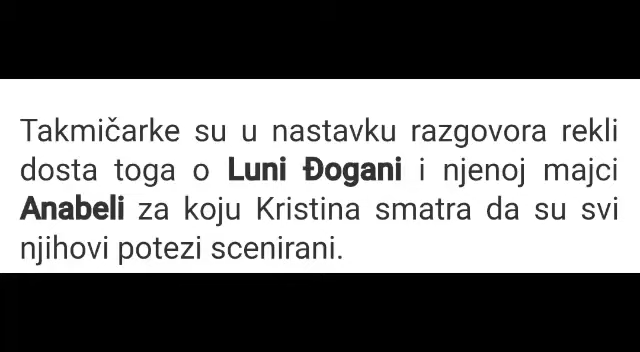 Takmičarke su u nastavku razgovora rekli
dosta toga o Luni Đogani i njenoj majci
Anabeli za koju Kristina smatra da su svi
njihovi potezi scenirani.